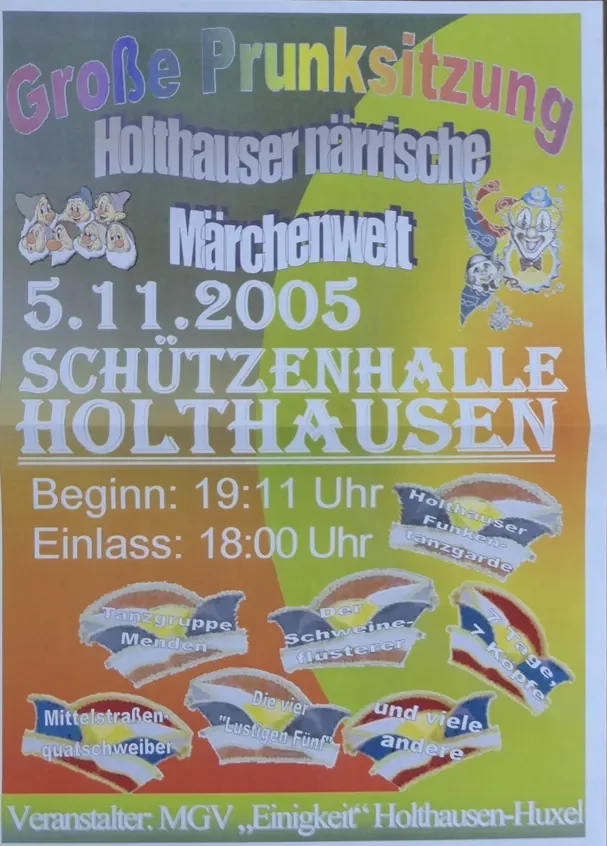 Große Prunksitzung
Holthauser närrische
Märchenwelt
5.11.2005
SCHÜTZENHALLE
HOLTHAUSEN
Beginn: 19:11 Uhr
Einlass: 18:00 Uhr
Holthauser
Funken-
tanzgarde
Tanzgruppe
Menden
Der
Schweine-
flüsterer
7 Tage,
7 Köpfe
Mittelstraßen-
quatschweiber
Die vier
"Lustigen Fünf"
und viele
andere
Veranstalter: MGV „Einigkeit“ Holthausen-Huxel